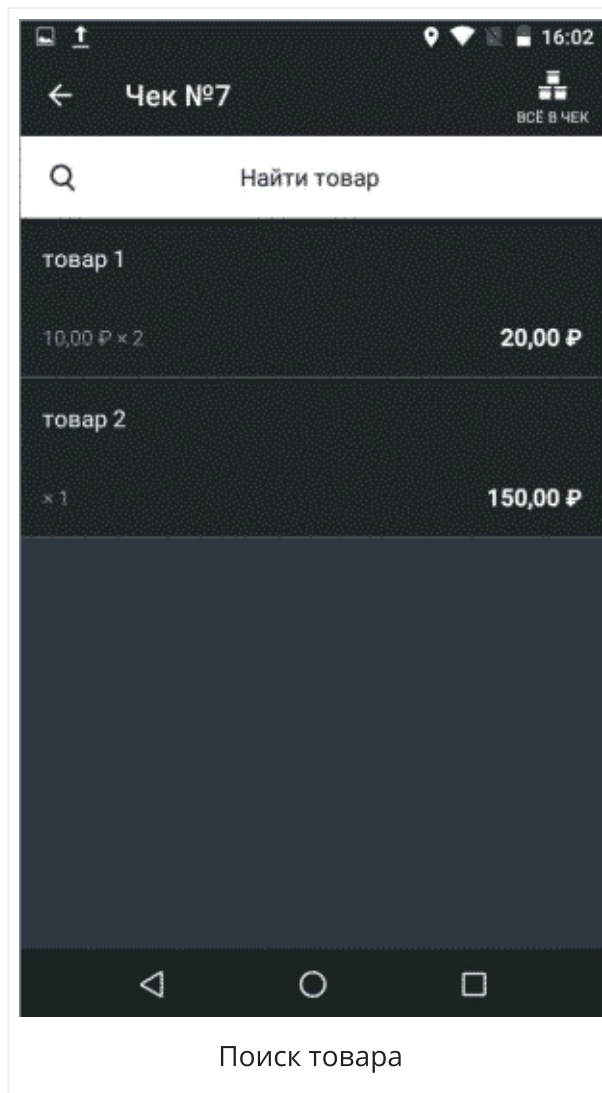 16:02
Чек №7
ВСЁ В ЧЕК
Найти товар
товар 1
10,00 ₽ × 2
20,00 ₽
товар 2
× 1
150,00 ₽
Поиск товара